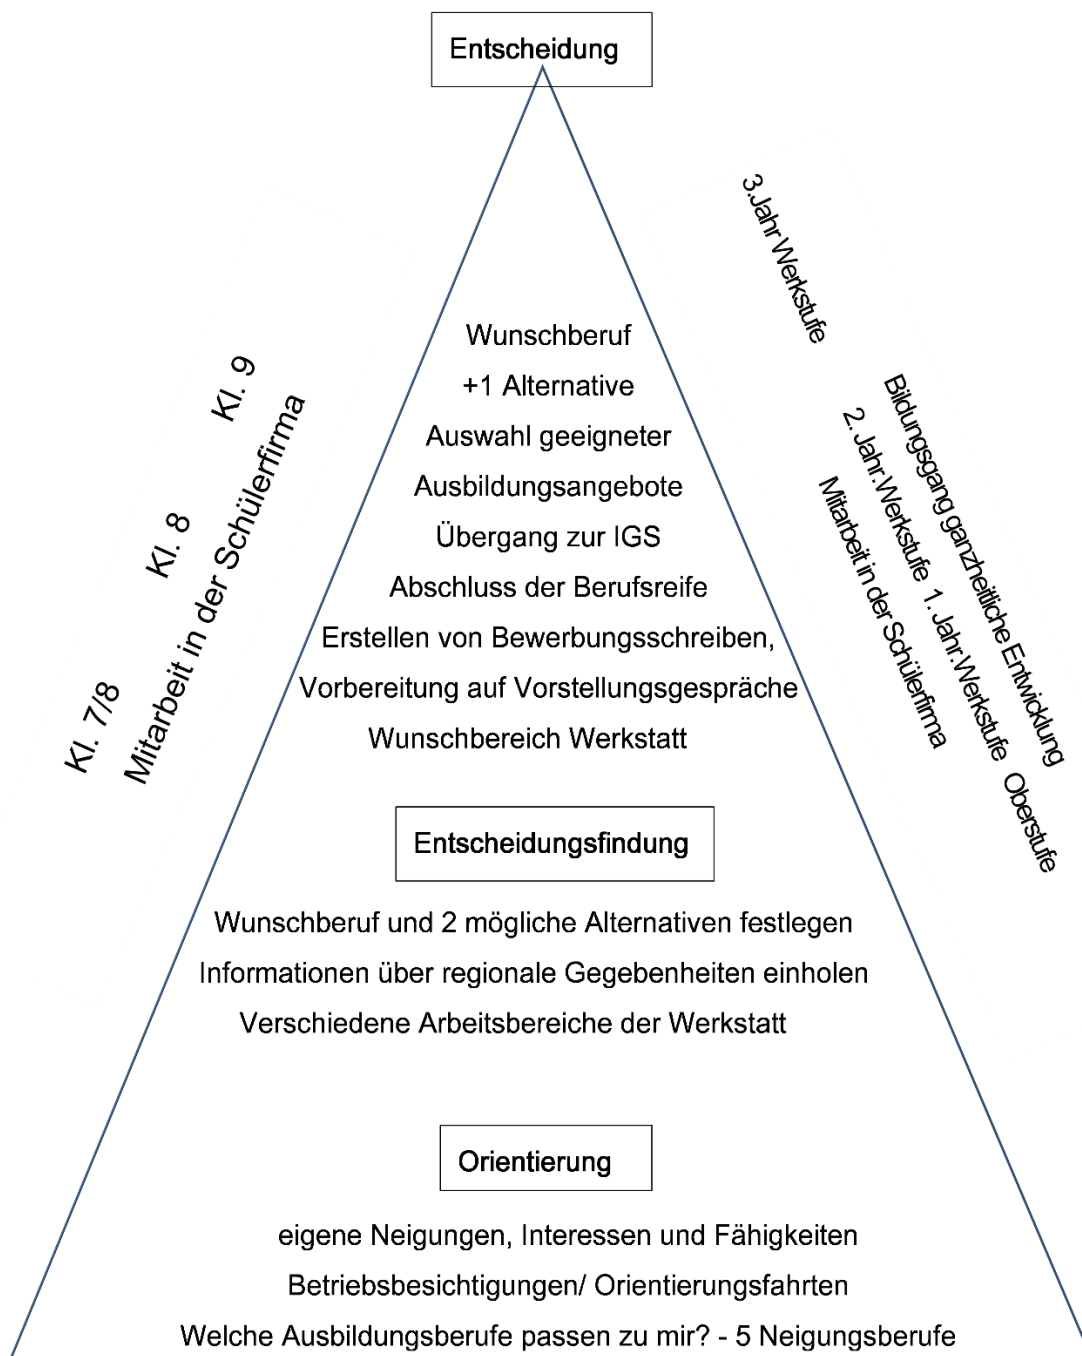 Entscheidung
3.Jahr Werkstufe
Wunschberuf
+1 Alternative
Auswahl geeigneter
Ausbildungsangebote
Übergang zur IGS
Abschluss der Berufsreife
Erstellen von Bewerbungsschreiben,
Vorbereitung auf Vorstellungsgespräche
Wunschbereich Werkstatt
Kl. 7/8 Kl. 8 Kl. 9
Mitarbeit in der Schülerfirma
Bildungsgang ganzheitliche Entwicklung
2. Jahr.Werkstufe 1. Jahr.Werkstufe Oberstufe
Mitarbeit in der Schülerfirma
Entscheidungsfindung
Wunschberuf und 2 mögliche Alternativen festlegen
Informationen über regionale Gegebenheiten einholen
Verschiedene Arbeitsbereiche der Werkstatt
Orientierung
eigene Neigungen, Interessen und Fähigkeiten
Betriebsbesichtigungen/ Orientierungsfahrten
Welche Ausbildungsberufe passen zu mir? - 5 Neigungsberufe